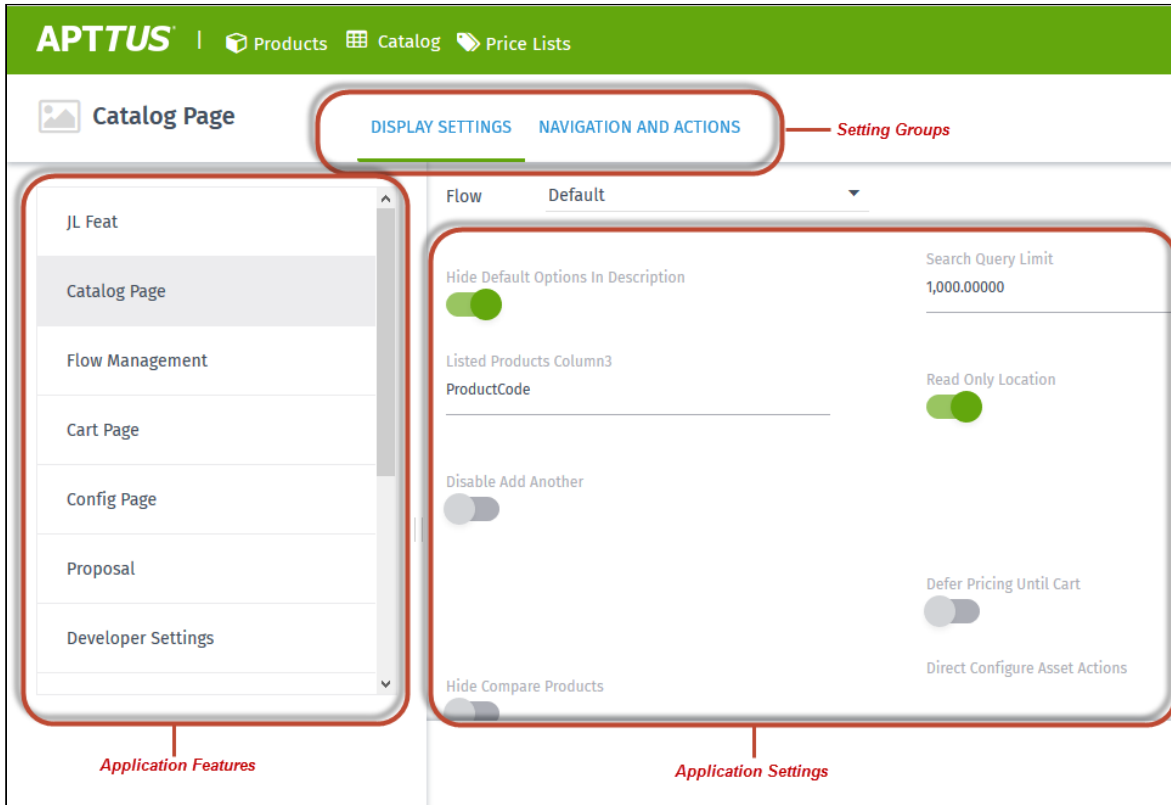 APTTUS | Products Catalog Price Lists
Catalog Page
DISPLAY SETTINGS NAVIGATION AND ACTIONS
Setting Groups
JL Feat
Catalog Page
Flow Management
Cart Page
Config Page
Proposal
Developer Settings
Application Features
Flow Default
Hide Default Options In Description
Search Query Limit
1,000.00000
Listed Products Column3
ProductCode
Read Only Location
Disable Add Another
Defer Pricing Until Cart
Direct Configure Asset Actions
Hide Compare Products
Application Settings